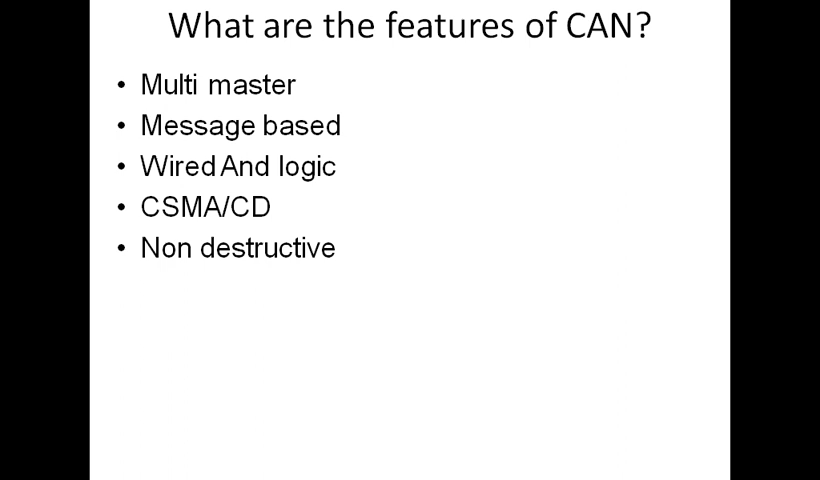 What are the features of CAN?
• Multi master
• Message based
• Wired And logic
• CSMA/CD
• Non destructive